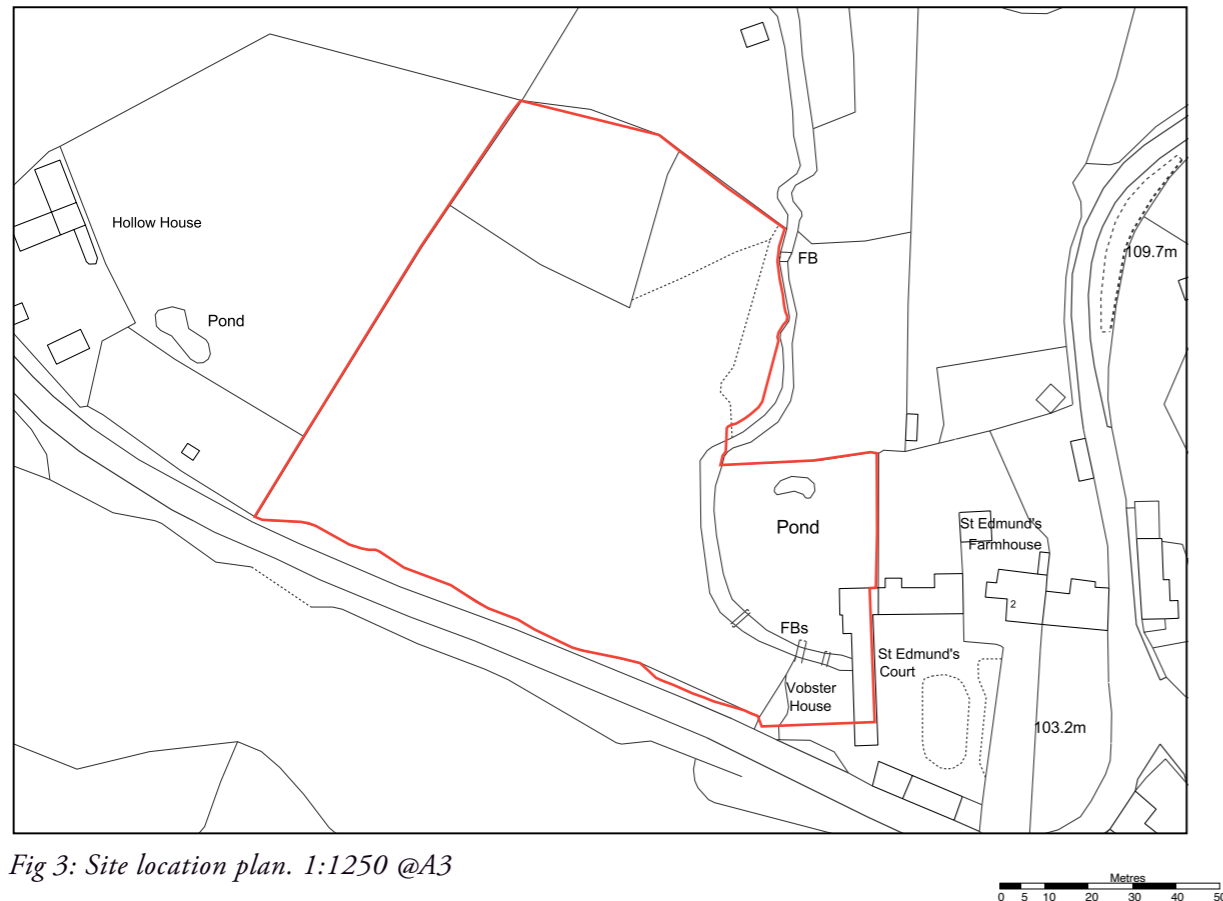 Hollow House
Pond
FB
109.7m
Pond
St Edmund's
Farmhouse
2
FBs
St Edmund's
Court
Vobster
House
103.2m
Fig 3: Site location plan. 1:1250 @A3
Metres
0 5 10 20 30 40 50